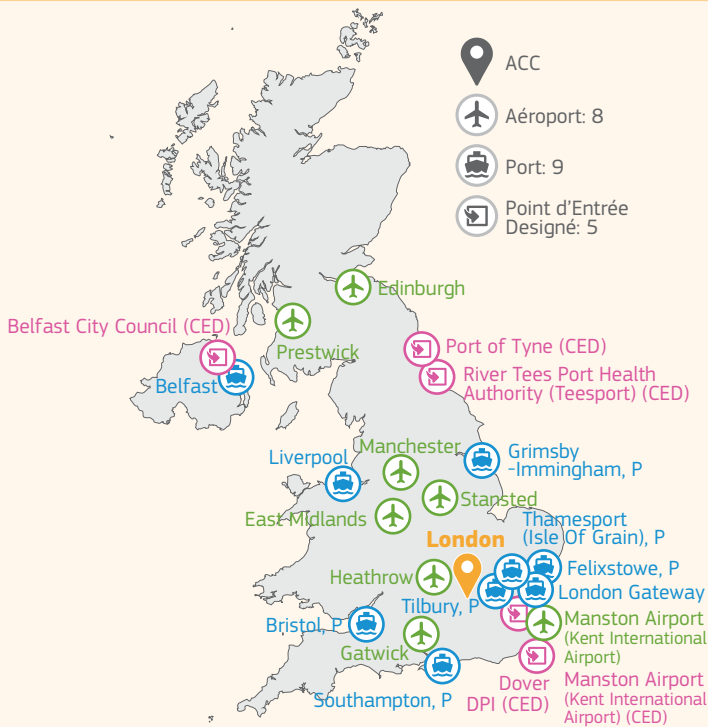 ACC
Aéroport: 8
Port: 9
Point d'Entrée
Designé: 5
Edinburgh
Belfast City Council (CED)
Prestwick
Port of Tyne (CED)
River Tees Port Health
Authority (Teesport) (CED)
Belfast
Manchester
Grimsby
-Immingham, P
Liverpool
Stansted
East Midlands
Thamesport
(Isle Of Grain), P
London
Felixstowe, P
Heathrow
London Gateway
Tilbury, P
Bristol, P
Manston Airport
(Kent International
Airport)
Gatwick
Dover
DPI (CED)
Manston Airport
(Kent International
Airport) (CED)
Southampton, P